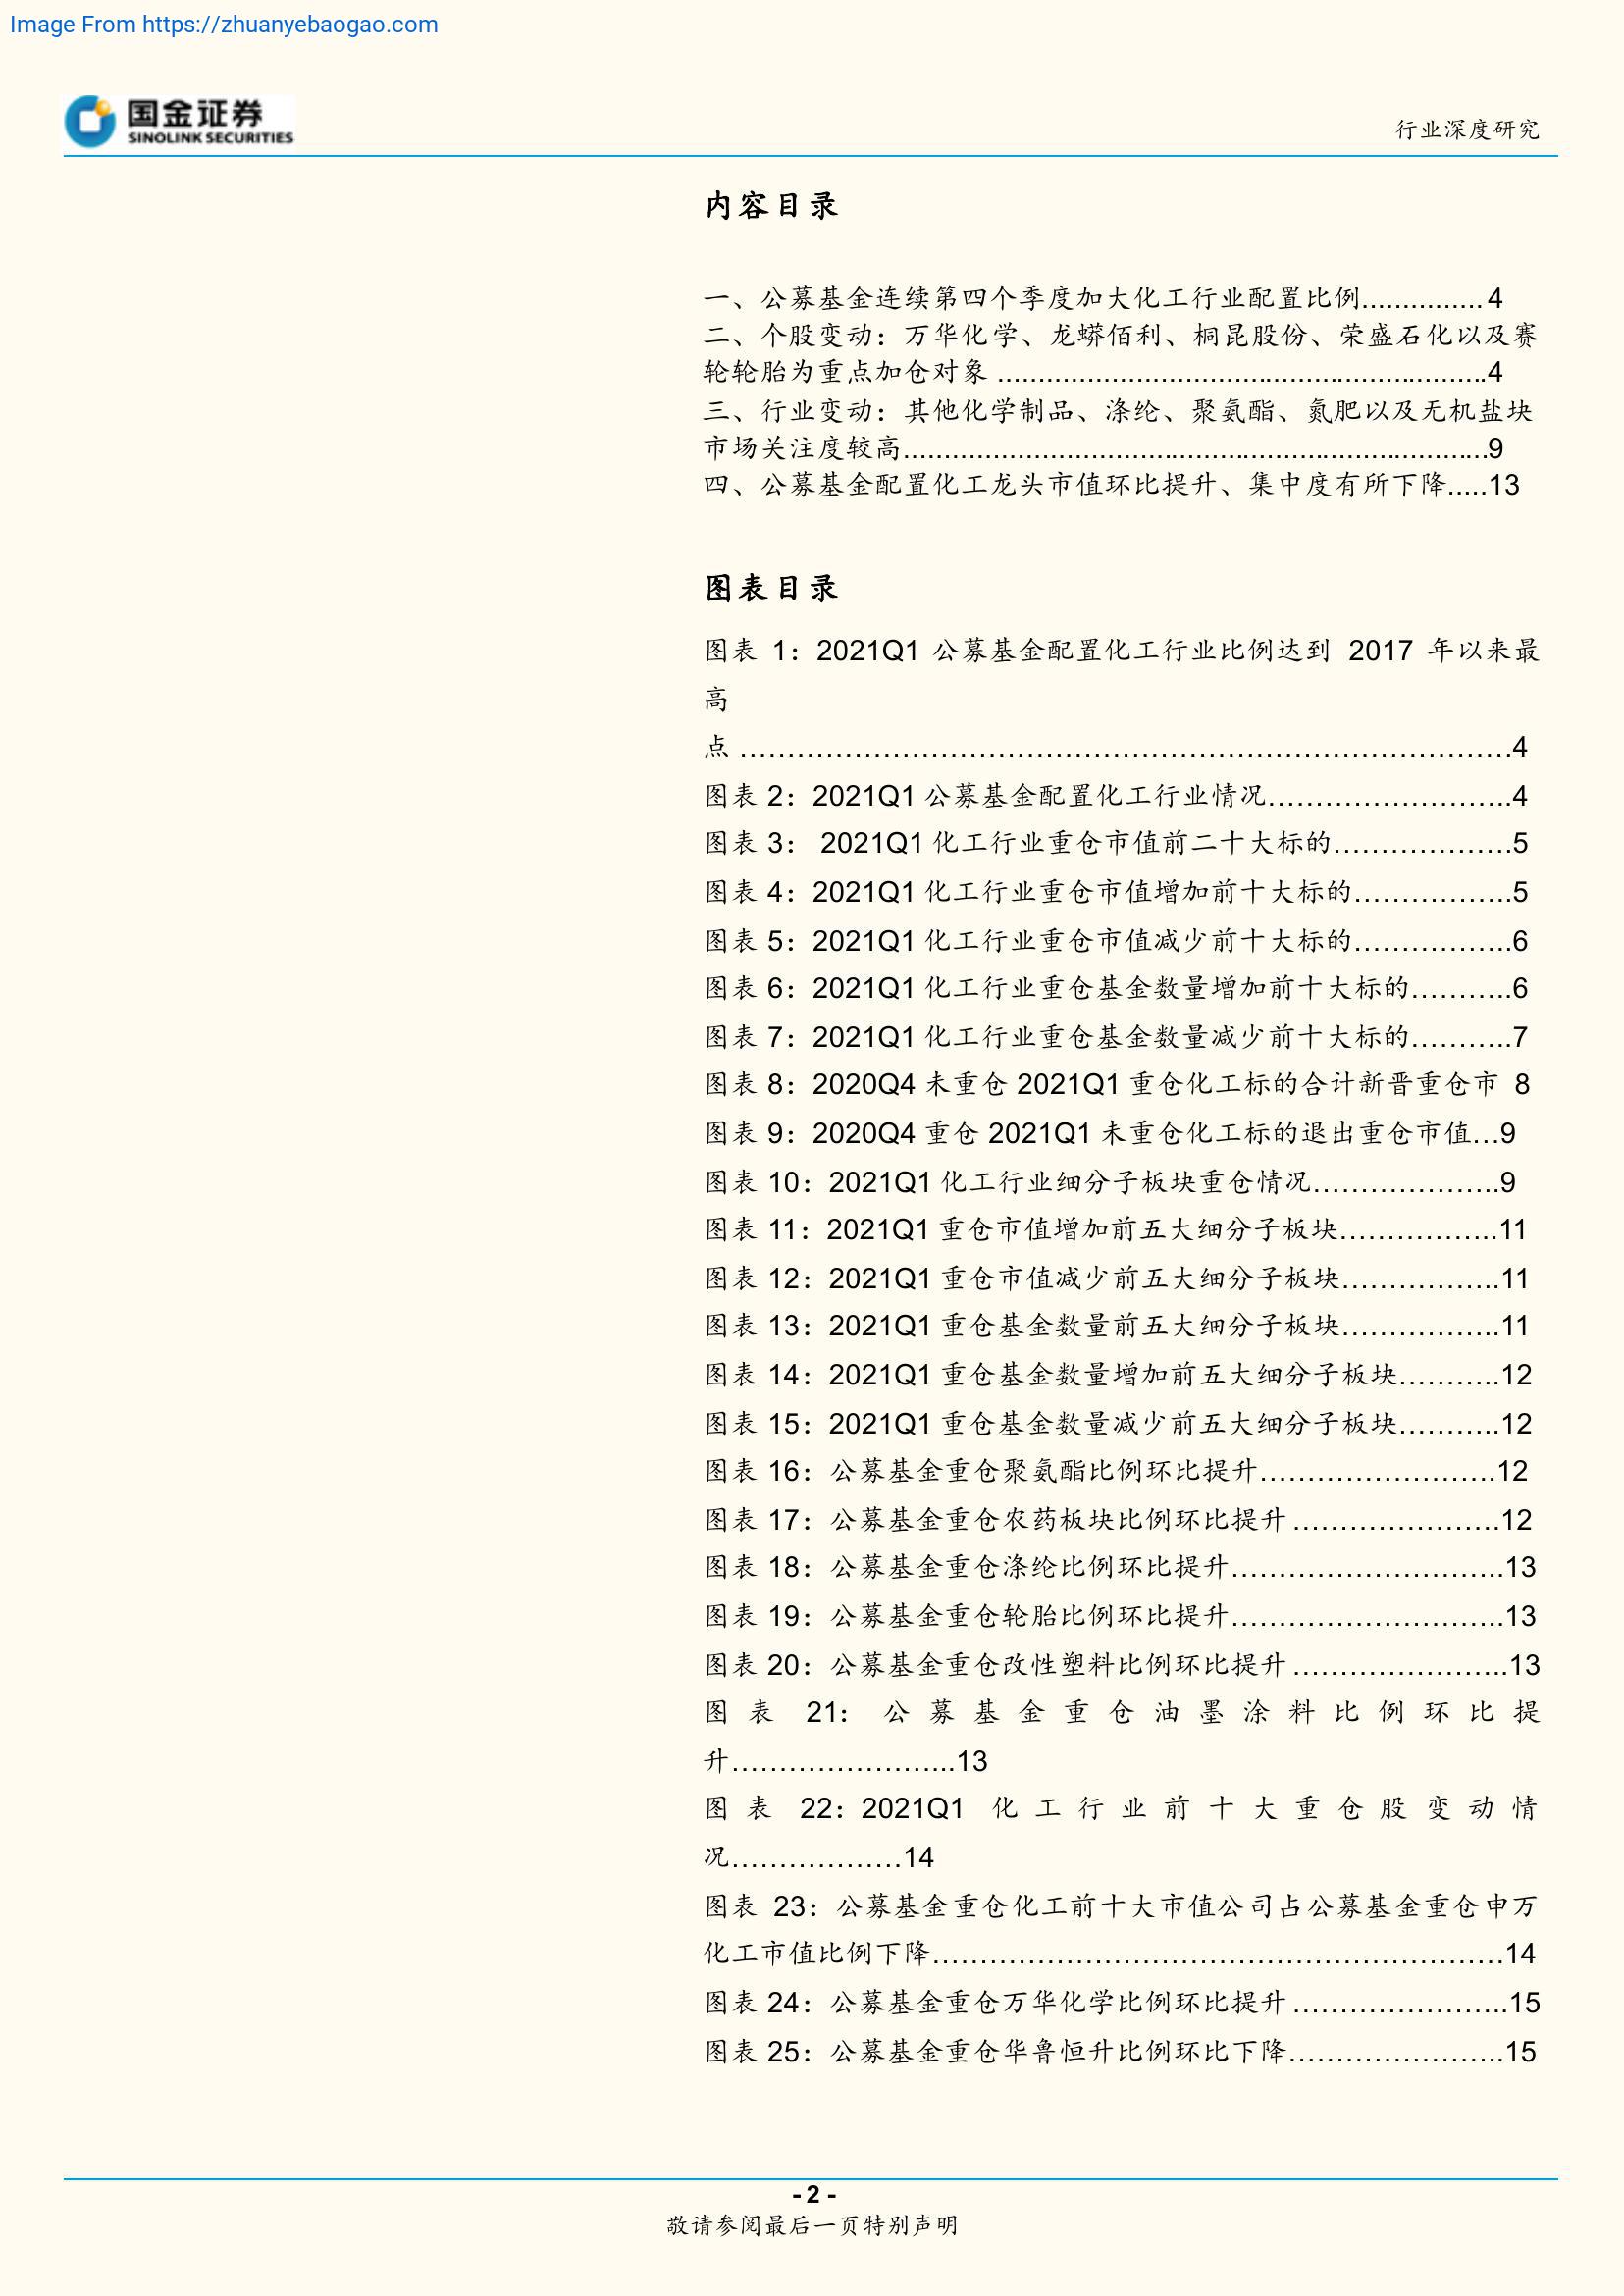 Image From https://zhuanyebaogao.com
国金证券
SINOLINK SECURITIES
行业深度研究
内容目录
一、公募基金连续第四个季度加大化工行业配置比例...............4
二、个股变动：万华化学、龙蟒佰利、桐昆股份、荣盛石化以及赛
轮轮胎为重点加仓对象 ............................................................4
三、行业变动：其他化学制品、涤纶、聚氨酯、氮肥以及无机盐块
市场关注度较高........................................................................9
四、公募基金配置化工龙头市值环比提升、集中度有所下降.....13
图表目录
图表 1：2021Q1 公募基金配置化工行业比例达到 2017 年以来最
高
点 ………………………………………………………………………4
图表 2：2021Q1 公募基金配置化工行业情况……………………..4
图表 3： 2021Q1 化工行业重仓市值前二十大标的……………….5
图表 4：2021Q1 化工行业重仓市值增加前十大标的……………..5
图表 5：2021Q1 化工行业重仓市值减少前十大标的……………..6
图表 6：2021Q1 化工行业重仓基金数量增加前十大标的………..6
图表 7：2021Q1 化工行业重仓基金数量减少前十大标的………..7
图表 8：2020Q4 未重仓 2021Q1 重仓化工标的合计新晋重仓市 8
图表 9：2020Q4 重仓 2021Q1 未重仓化工标的退出重仓市值…9
图表 10：2021Q1 化工行业细分子板块重仓情况………………..9
图表 11：2021Q1 重仓市值增加前五大细分子板块……………..11
图表 12：2021Q1 重仓市值减少前五大细分子板块……………..11
图表 13：2021Q1 重仓基金数量前五大细分子板块……………..11
图表 14：2021Q1 重仓基金数量增加前五大细分子板块………..12
图表 15：2021Q1 重仓基金数量减少前五大细分子板块………..12
图表 16：公募基金重仓聚氨酯比例环比提升…………………….12
图表 17：公募基金重仓农药板块比例环比提升 ………………….12
图表 18：公募基金重仓涤纶比例环比提升………………………..13
图表 19：公募基金重仓轮胎比例环比提升………………………..13
图表 20：公募基金重仓改性塑料比例环比提升 …………………..13
图表 21：公募基金重仓油墨涂料比例环比提
升…………………...13
图表 22：2021Q1 化工行业前十大重仓股变动情
况………………14
图表 23：公募基金重仓化工前十大市值公司占公募基金重仓申万
化工市值比例下降……………………………………………………14
图表 24：公募基金重仓万华化学比例环比提升 …………………..15
图表 25：公募基金重仓华鲁恒升比例环比下降…………………..15
- 2 -
敬请参阅最后一页特别声明